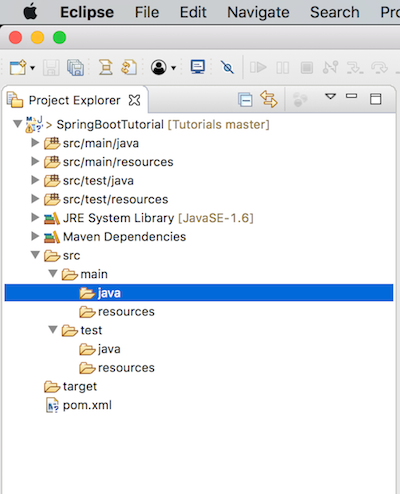 Eclipse File Edit Navigate Search Pro
Project Explorer
> SpringBootTutorial [Tutorials master]
src/main/java
src/main/resources
src/test/java
src/test/resources
JRE System Library [JavaSE-1.6]
Maven Dependencies
src
main
java
resources
test
java
resources
target
pom.xml